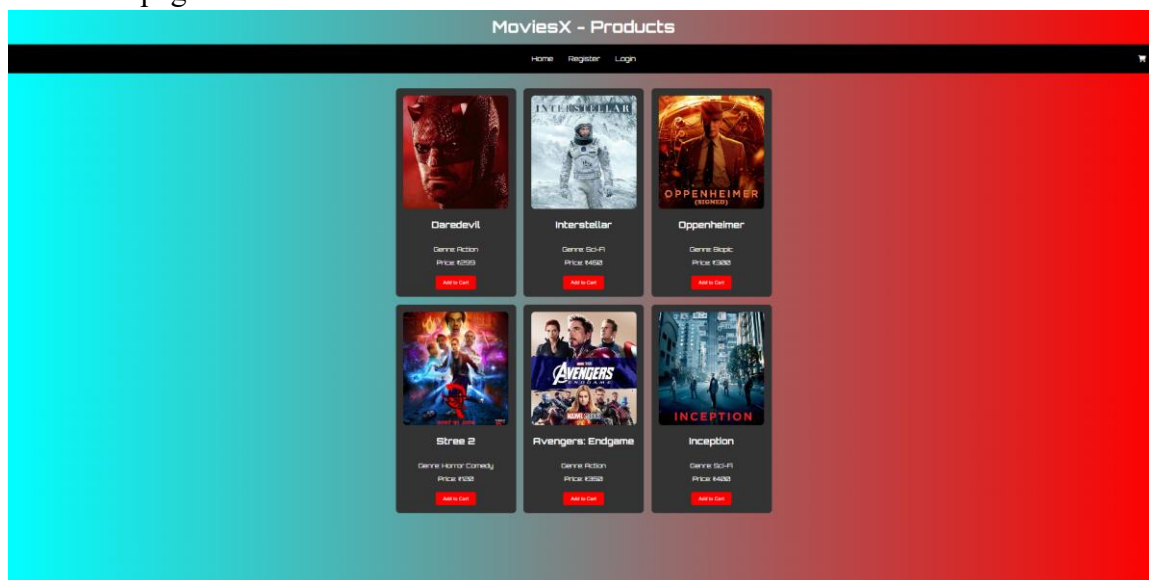 MoviesX - Products
Home Register Login
INTERSTELLAR
OPPENHEIMER
(SIGNED)
Daredevil Interstellar Oppenheimer
Genre: Action Genre: Sci-Fi Genre: Biopic
Price: ₹299 Price: ₹450 Price: ₹300
Add to Cart Add to Cart Add to Cart
AVENGERS
ENDGAME
MARVEL STUDIOS
INCEPTION
Stree 2 Avengers: Endgame Inception
Genre: Horror Comedy Genre: Action Genre: Sci-Fi
Price: ₹120 Price: ₹350 Price: ₹400
Add to Cart Add to Cart Add to Cart